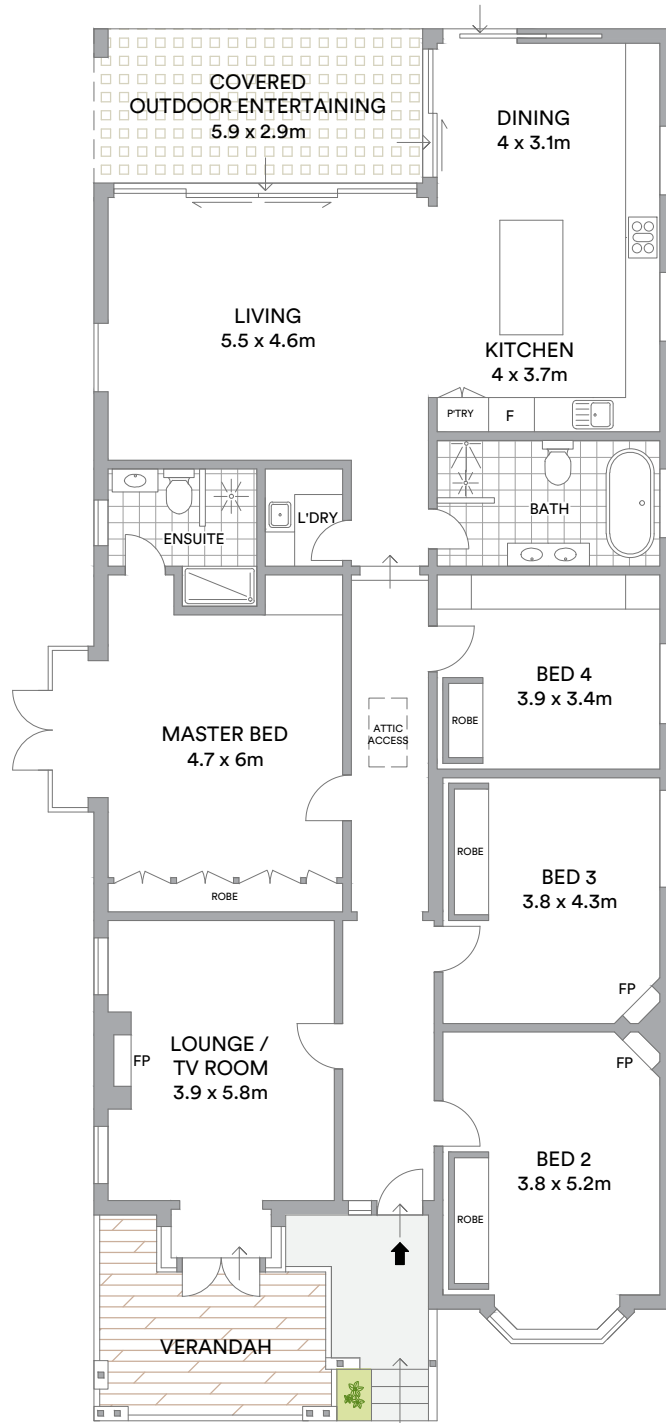 COVERED
OUTDOOR ENTERTAINING
5.9 x 2.9m
DINING
4 x 3.1m
LIVING
5.5 x 4.6m
KITCHEN
4 x 3.7m
P'TRY
F
ENSUITE
L'DRY
BATH
MASTER BED
4.7 x 6m
ATTIC
ACCESS
BED 4
3.9 x 3.4m
ROBE
ROBE
BED 3
3.8 x 4.3m
ROBE
FP
LOUNGE /
TV ROOM
3.9 x 5.8m
FP
FP
BED 2
3.8 x 5.2m
ROBE
VERANDAH